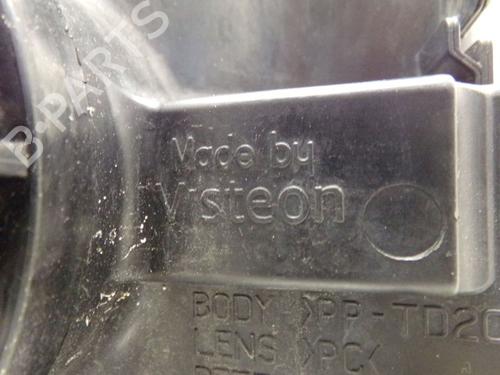 B-PARTS
Made by
Visteon
BODY >PP-TD20
LENS >PC<